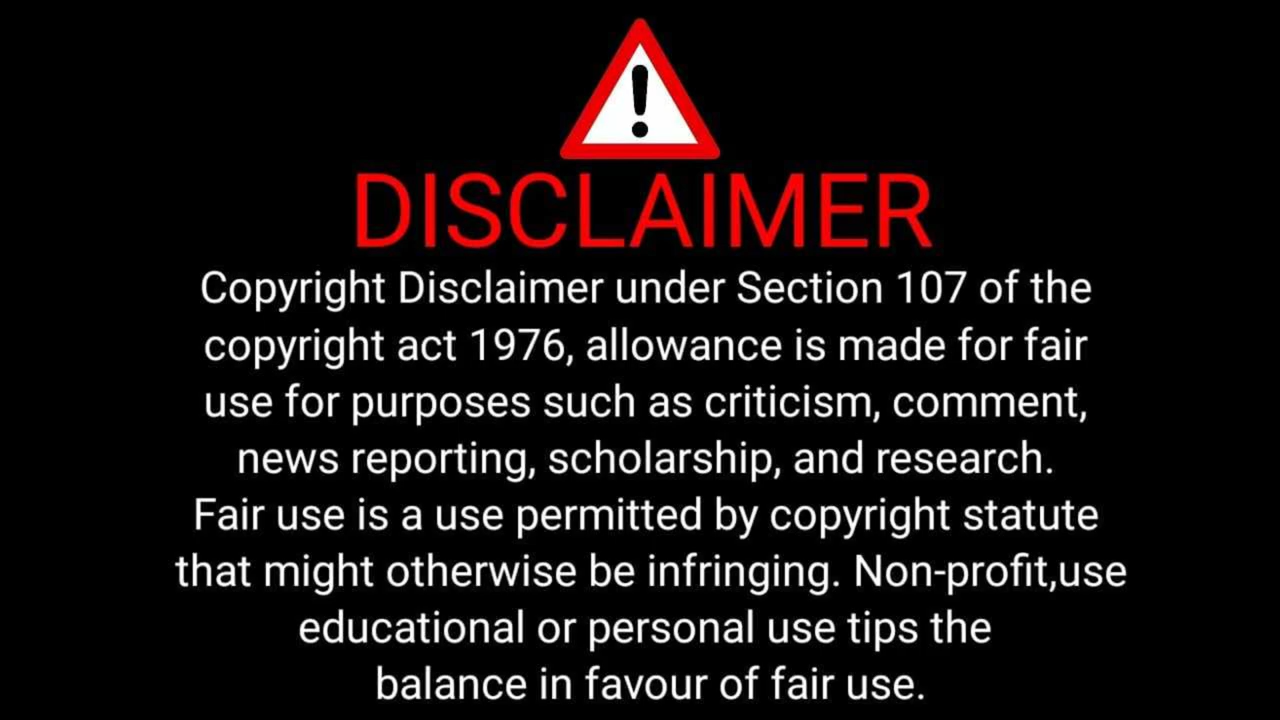 DISCLAIMER
Copyright Disclaimer under Section 107 of the
copyright act 1976, allowance is made for fair
use for purposes such as criticism, comment,
news reporting, scholarship, and research.
Fair use is a use permitted by copyright statute
that might otherwise be infringing. Non-profit,use
educational or personal use tips the
balance in favour of fair use.